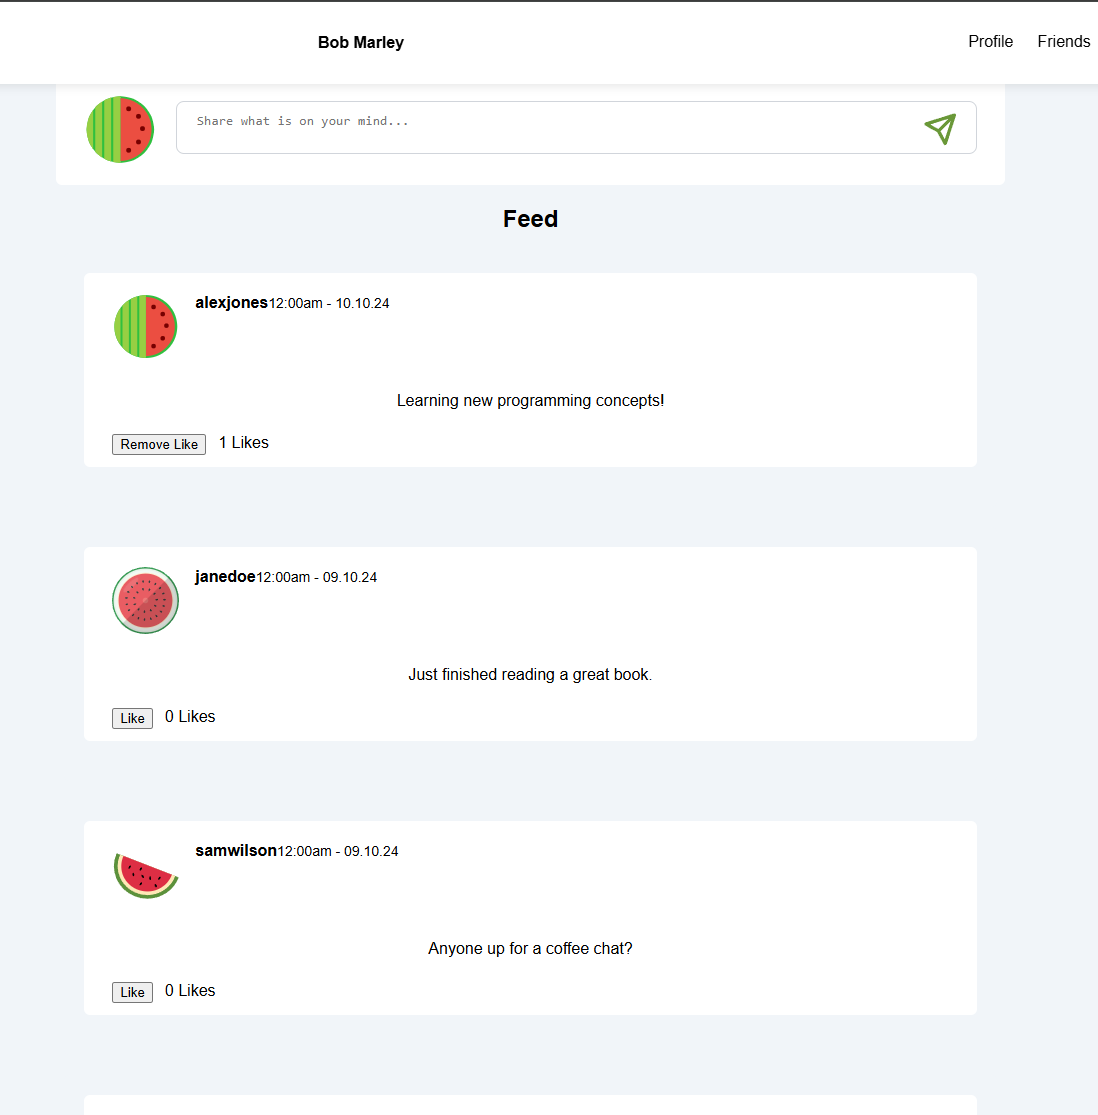 Bob Marley Profile Friends
Share what is on your mind...
Feed
alexjones12:00am - 10.10.24
Learning new programming concepts!
Remove Like 1 Likes
janedoe12:00am - 09.10.24
Just finished reading a great book.
Like 0 Likes
samwilson12:00am - 09.10.24
Anyone up for a coffee chat?
Like 0 Likes